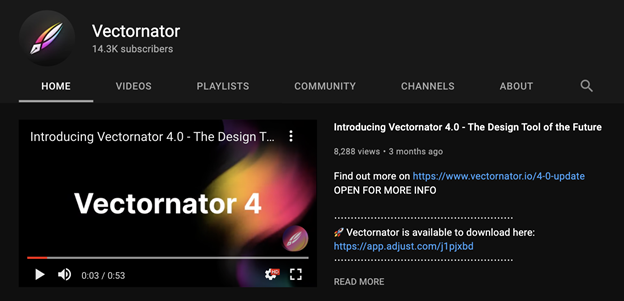 Vectornator
14.3K subscribers
HOME VIDEOS PLAYLISTS COMMUNITY CHANNELS ABOUT
Introducing Vectornator 4.0 - The Design T...
Vectornator 4
0:03 / 0:53
HD
Introducing Vectornator 4.0 - The Design Tool of the Future
8,288 views • 3 months ago
Find out more on https://www.vectornator.io/4-0-update
OPEN FOR MORE INFO
......................................................
🚀 Vectornator is available to download here:
https://app.adjust.com/j1pjxbd
......................................................
READ MORE